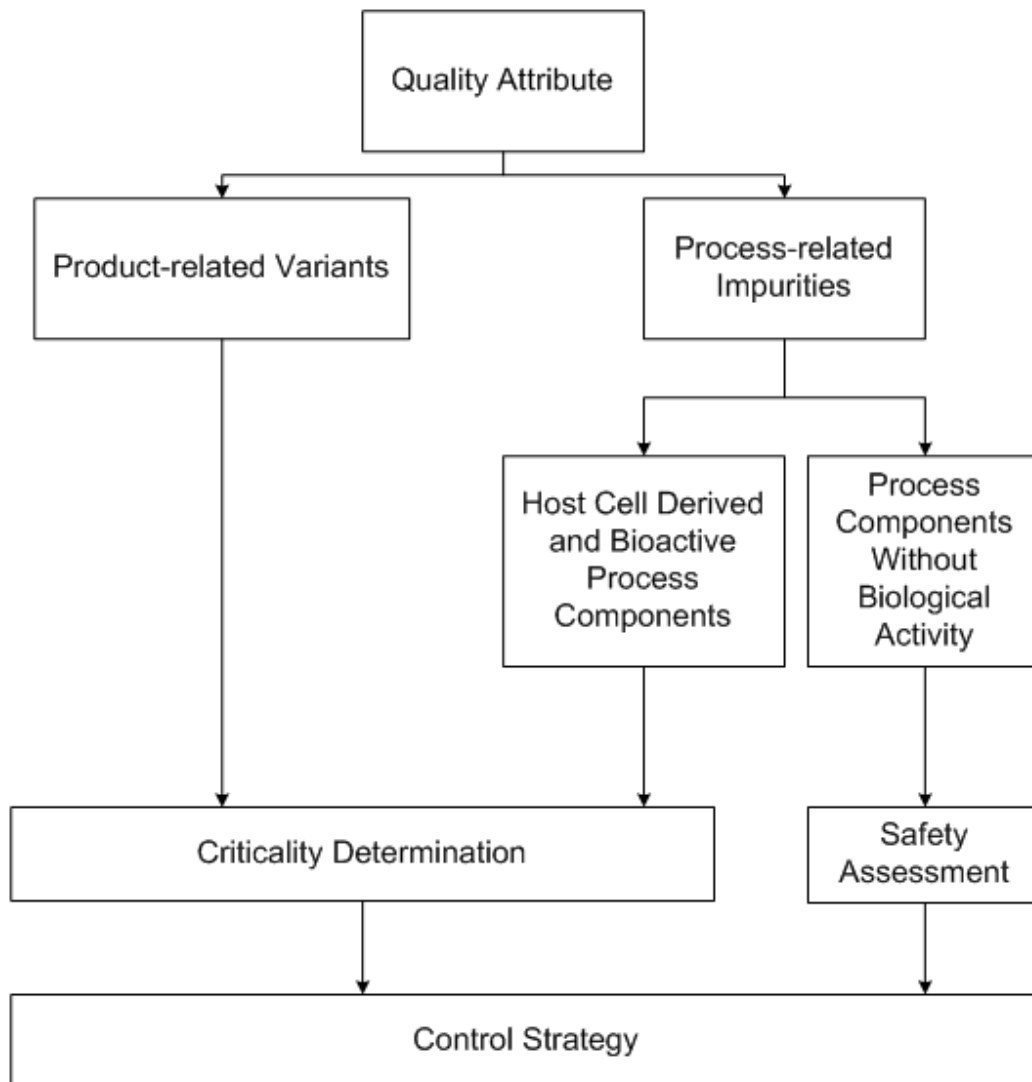 Quality Attribute
Product-related Variants
Process-related
Impurities
Host Cell Derived
and Bioactive
Process
Components
Process
Components
Without
Biological
Activity
Criticality Determination
Safety
Assessment
Control Strategy